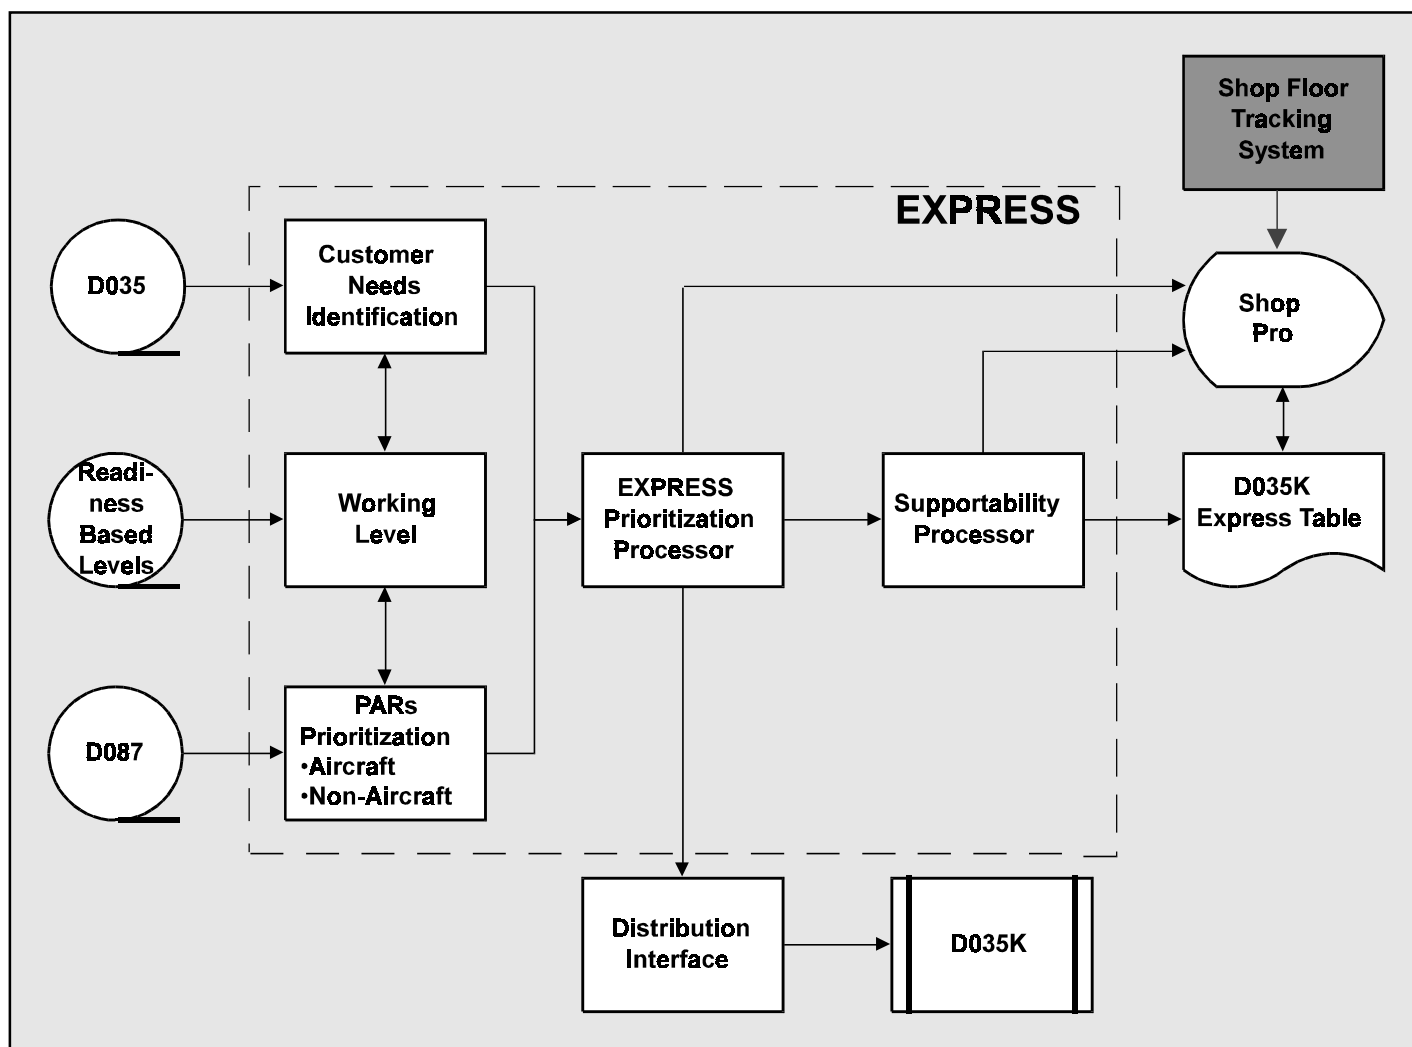 Shop Floor
Tracking
System
EXPRESS
D035
Customer
Needs
Identification
Shop
Pro
Readi-
ness
Based
Levels
Working
Level
EXPRESS
Prioritization
Processor
Supportability
Processor
D035K
Express Table
D087
PARs
Prioritization
•Aircraft
•Non-Aircraft
Distribution
Interface
D035K